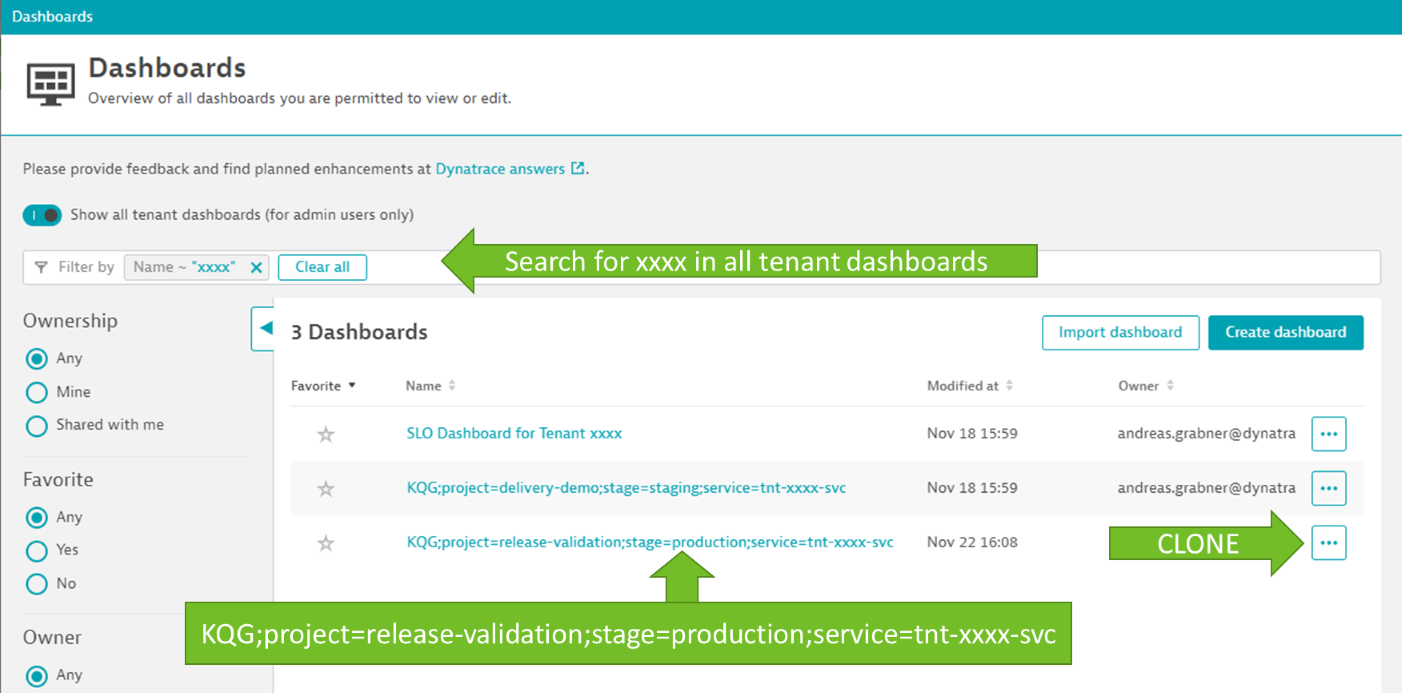 Dashboards
Dashboards
Overview of all dashboards you are permitted to view or edit.
Please provide feedback and find planned enhancements at Dynatrace answers.
Show all tenant dashboards (for admin users only)
Filter by Name ~ "xxxx" Clear all
Search for xxxx in all tenant dashboards
Ownership
Any
Mine
Shared with me
Favorite
Any
Yes
No
Owner
Any
3 Dashboards
Import dashboard
Create dashboard
Favorite Name Modified at Owner
SLO Dashboard for Tenant xxxx Nov 18 15:59 andreas.grabner@dynatra
KQG;project=delivery-demo;stage=staging;service=tnt-xxxx-svc Nov 18 15:59 andreas.grabner@dynatra
KQG;project=release-validation;stage=production;service=tnt-xxxx-svc Nov 22 16:08
CLONE
KQG;project=release-validation;stage=production;service=tnt-xxxx-svc